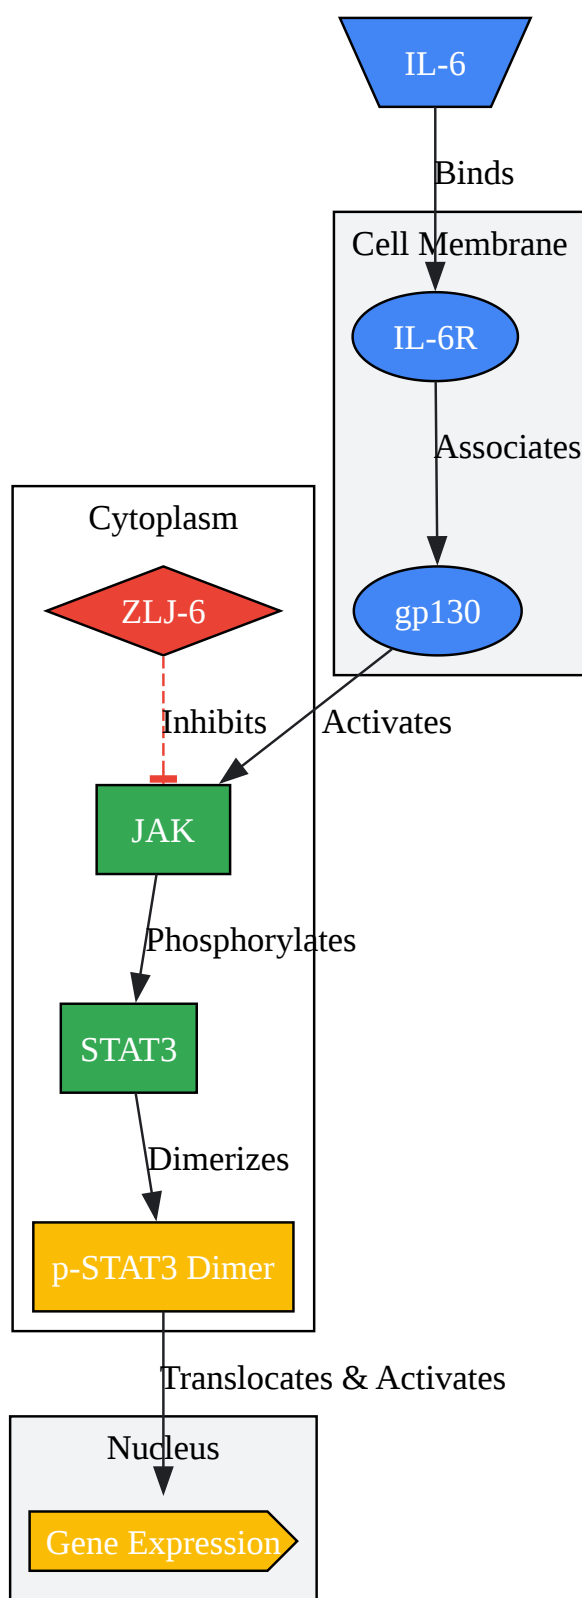 IL-6
Binds
Cell Membrane
IL-6R
Associates
gp130
Cytoplasm
ZLJ-6
Inhibits
Activates
JAK
Phosphorylates
STAT3
Dimerizes
p-STAT3 Dimer
Translocates & Activates
Nucleus
Gene Expression